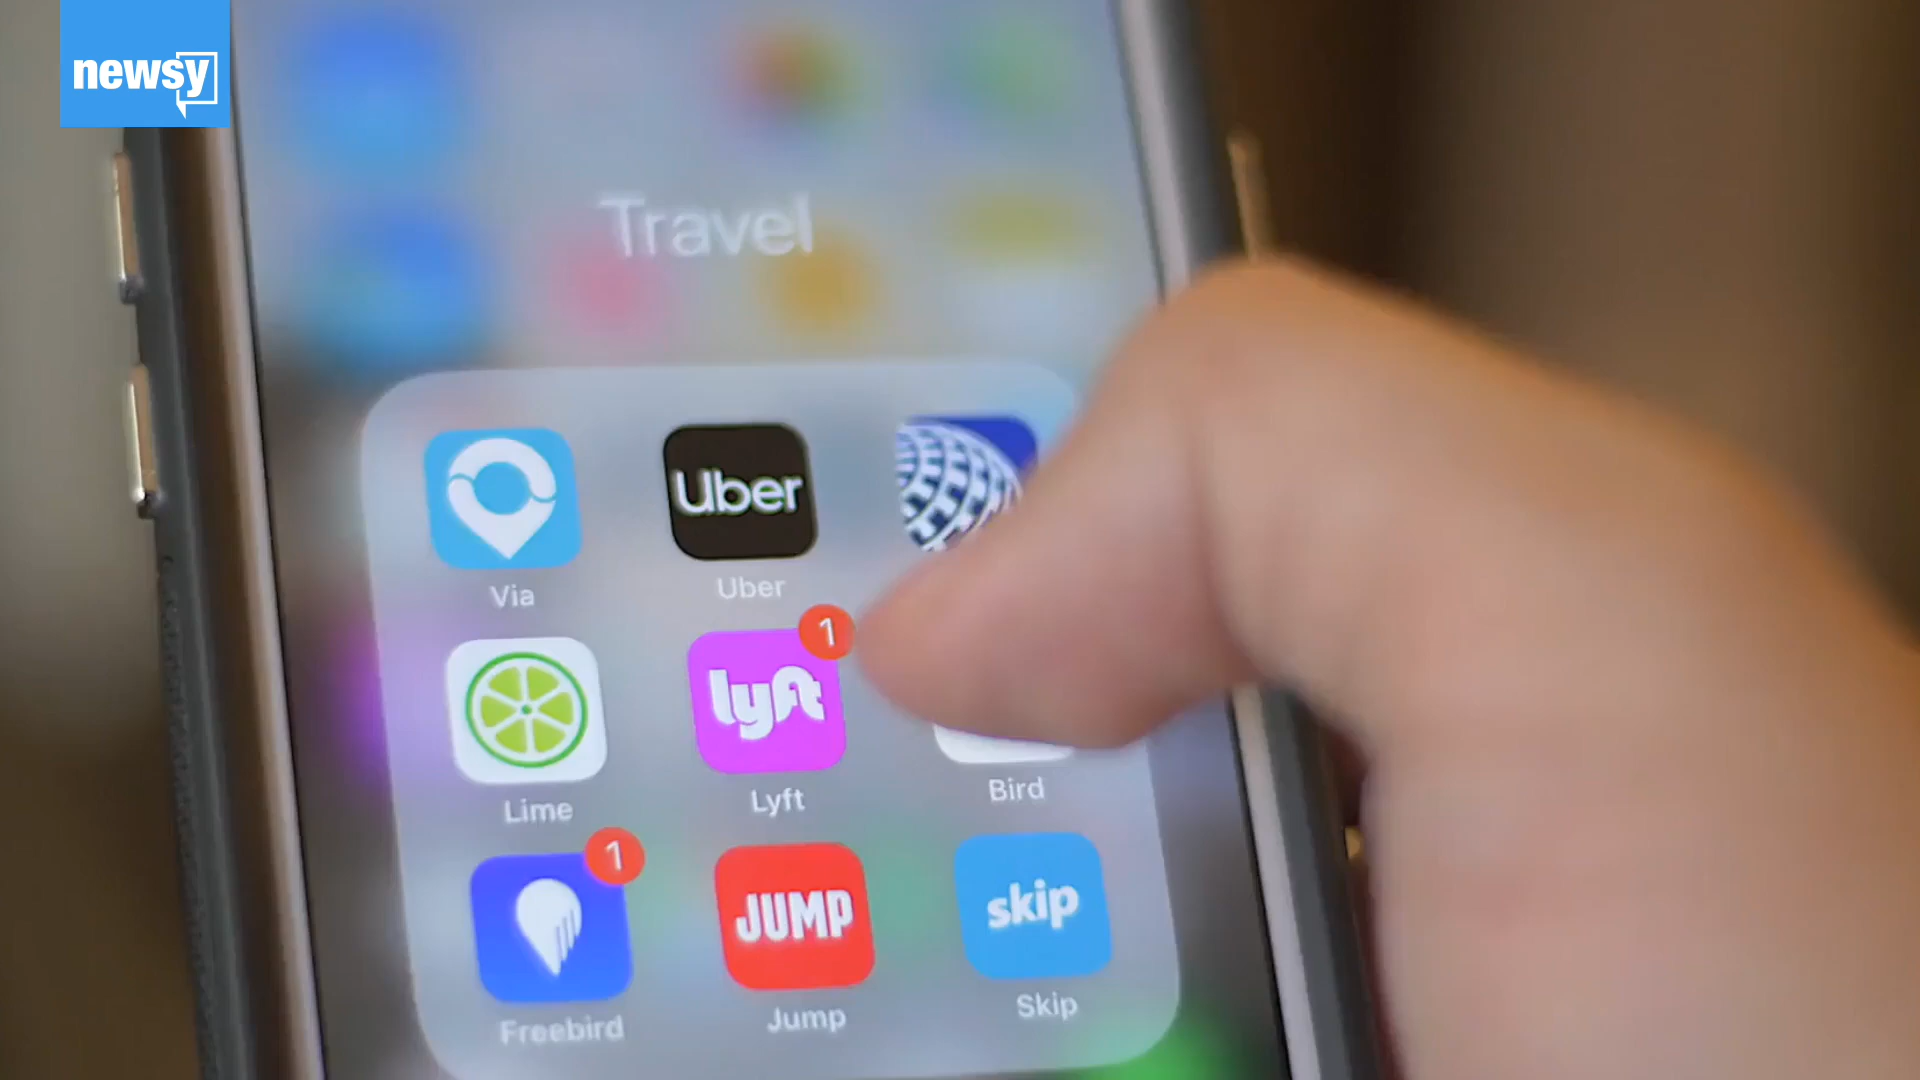 newsy
Travel
Uber
Via
Uber
1
lyft
Lime
Lyft
Bird
1
JUMP
skip
Freebird
Jump
Skip